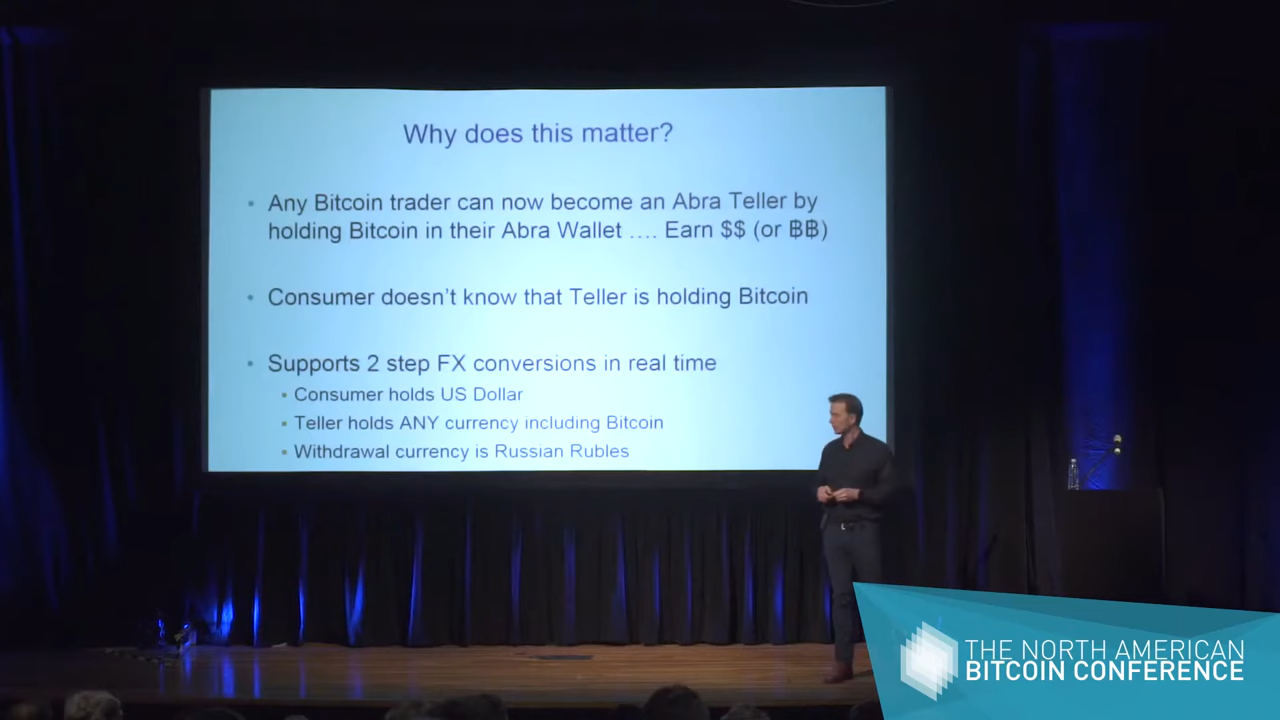 Why does this matter?
• Any Bitcoin trader can now become an Abra Teller by
holding Bitcoin in their Abra Wallet .... Earn $$ (or ฿฿)
• Consumer doesn't know that Teller is holding Bitcoin
• Supports 2 step FX conversions in real time
▪ Consumer holds US Dollar
▪ Teller holds ANY currency including Bitcoin
▪ Withdrawal currency is Russian Rubles
THE NORTH AMERICAN
BITCOIN CONFERENCE